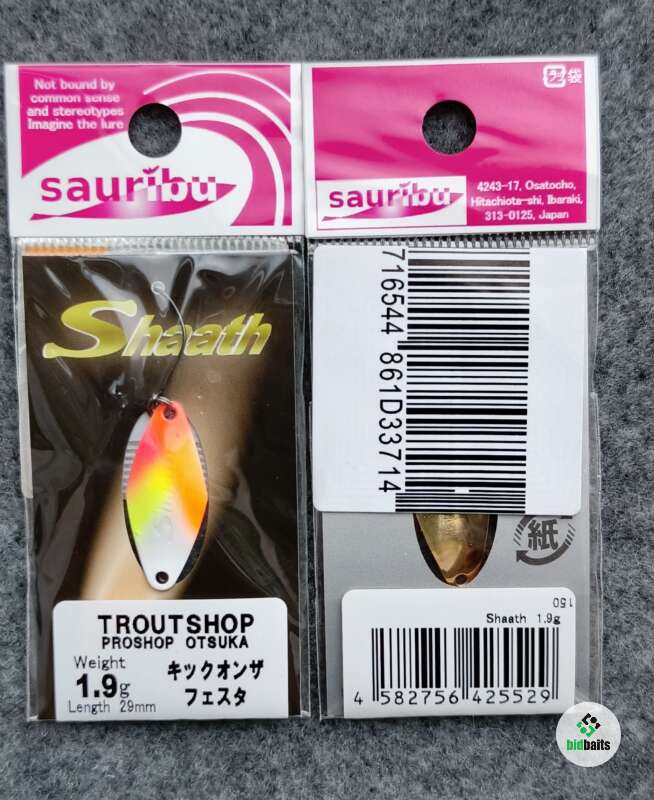 Not bound by
common sense
and stereotypes
Imagine the lure
sauribu
Shaath
Shaath
TROUTSHOP
PROSHOP OTSUKA
Weight
1.9g
Length 29mm
キックオンザ
フェスタ
袋
sauribu
4243-17, Osatocho,
Hitachiota-shi, Ibaraki,
313-0125, Japan
716544 861D33714
紙
150
Shaath 1.9g
4 582756 425529
bidbaits